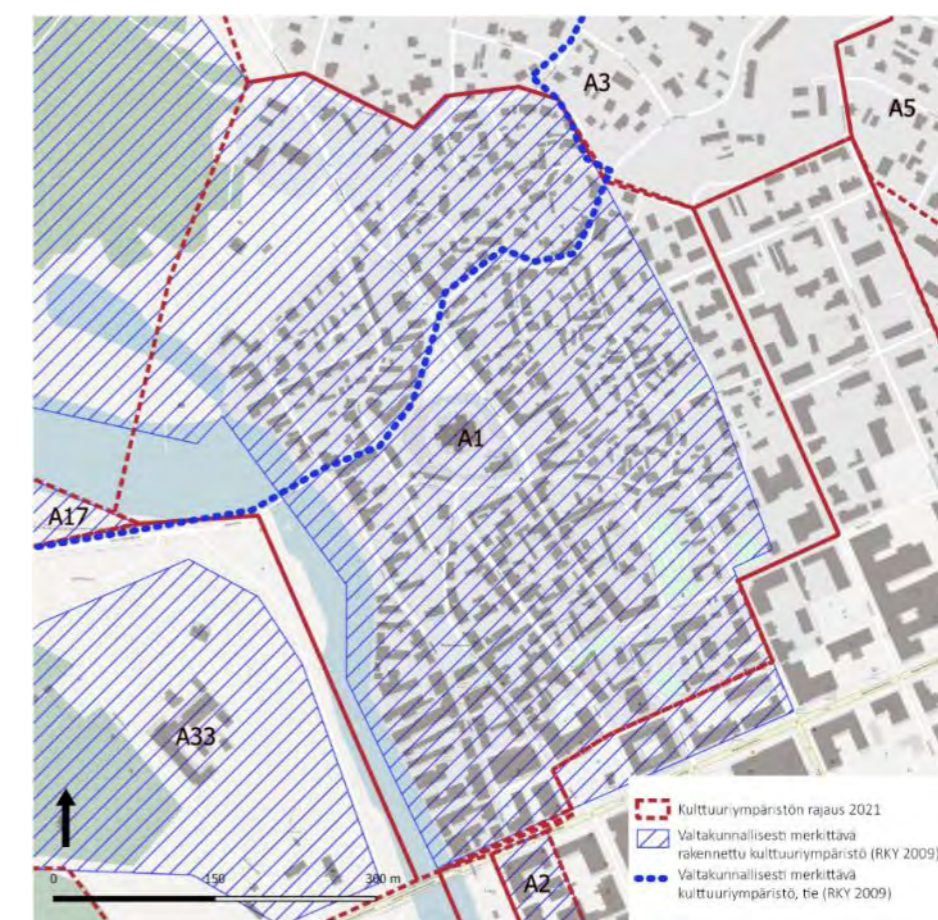 A3
A5
A1
A17
A33
A2
0 150 300 m
Kulttuuriympäristön rajaus 2021
Valtakunnallisesti merkittävä
rakennettu kulttuuriympäristö (RKY 2009)
Valtakunnallisesti merkittävä
kulttuuriympäristö, tie (RKY 2009)